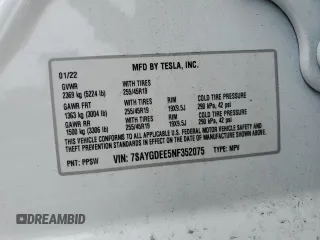 MFD BY TESLA, INC.
01/22
GVWR WITH TIRES
2369 kg (5224 lb) 255/45R19
GAWR FRT WITH TIRES RIM COLD TIRE PRESSURE
1363 kg (3004 lb) 255/45R19 19X9.5J 290 kPa, 42 psi
GAWR RR WITH TIRES RIM COLD TIRE PRESSURE
1500 kg (3306 lb) 255/45R19 19X9.5J 290 kPa, 42 psi
THIS VEHICLE CONFORMS TO ALL APPLICABLE U.S. FEDERAL MOTOR VEHICLE SAFETY AND THEFT
PREVENTION STANDARDS IN EFFECT ON THE DATE OF MANUFACTURE SHOWN ABOVE.
PNT: PPSW VIN: 7SAYGDEE5NF352075 TYPE: MPV
AutoBidMaster